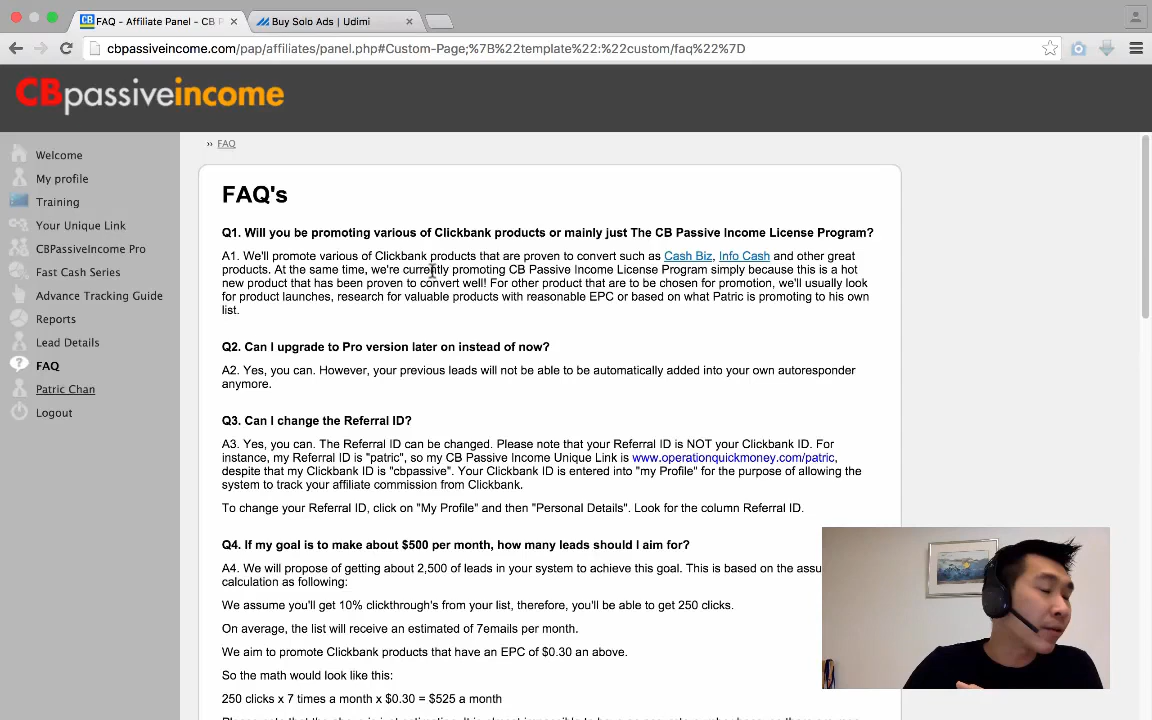 FAQ - Affiliate Panel - CB P
Buy Solo Ads | Udimi
cbpassiveincome.com/pap/affiliates/panel.php#Custom-Page;%7B%22template%22:%22custom/faq%22%7D
CBpassiveincome
Welcome
My profile
Training
Your Unique Link
CBPassiveIncome Pro
Fast Cash Series
Advance Tracking Guide
Reports
Lead Details
FAQ
Patric Chan
Logout
›› FAQ
FAQ's
Q1. Will you be promoting various of Clickbank products or mainly just The CB Passive Income License Program?
A1. We'll promote various of Clickbank products that are proven to convert such as Cash Biz, Info Cash and other great
products. At the same time, we're currently promoting CB Passive Income License Program simply because this is a hot
new product that has been proven to convert well! For other product that are to be chosen for promotion, we'll usually look
for product launches, research for valuable products with reasonable EPC or based on what Patric is promoting to his own
list.
Q2. Can I upgrade to Pro version later on instead of now?
A2. Yes, you can. However, your previous leads will not be able to be automatically added into your own autoresponder
anymore.
Q3. Can I change the Referral ID?
A3. Yes, you can. The Referral ID can be changed. Please note that your Referral ID is NOT your Clickbank ID. For
instance, my Referral ID is "patric", so my CB Passive Income Unique Link is www.operationquickmoney.com/patric,
despite that my Clickbank ID is "cbpassive". Your Clickbank ID is entered into "my Profile" for the purpose of allowing the
system to track your affiliate commission from Clickbank.
To change your Referral ID, click on "My Profile" and then "Personal Details". Look for the column Referral ID.
Q4. If my goal is to make about $500 per month, how many leads should I aim for?
A4. We will propose of getting about 2,500 of leads in your system to achieve this goal. This is based on the assu
calculation as following:
We assume you'll get 10% clickthrough's from your list, therefore, you'll be able to get 250 clicks.
On average, the list will receive an estimated of 7emails per month.
We aim to promote Clickbank products that have an EPC of $0.30 an above.
So the math would look like this:
250 clicks x 7 times a month x $0.30 = $525 a month